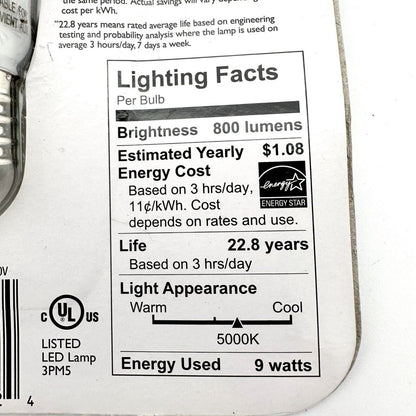 the same period. Actual savings will vary depending
cost per kWh.
"22.8 years means rated average life based on engineering
testing and probability analysis where the lamp is used on
average 3 hours/day, 7 days a week.
Lighting Facts
Per Bulb
Brightness 800 lumens
Estimated Yearly $1.08
Energy Cost
Based on 3 hrs/day,
11¢/kWh. Cost
depends on rates and use.
energy
ENERGY STAR
Life 22.8 years
Based on 3 hrs/day
Light Appearance
Warm Cool
5000K
Energy Used 9 watts
C UL US
LISTED
LED Lamp
3PM5
4